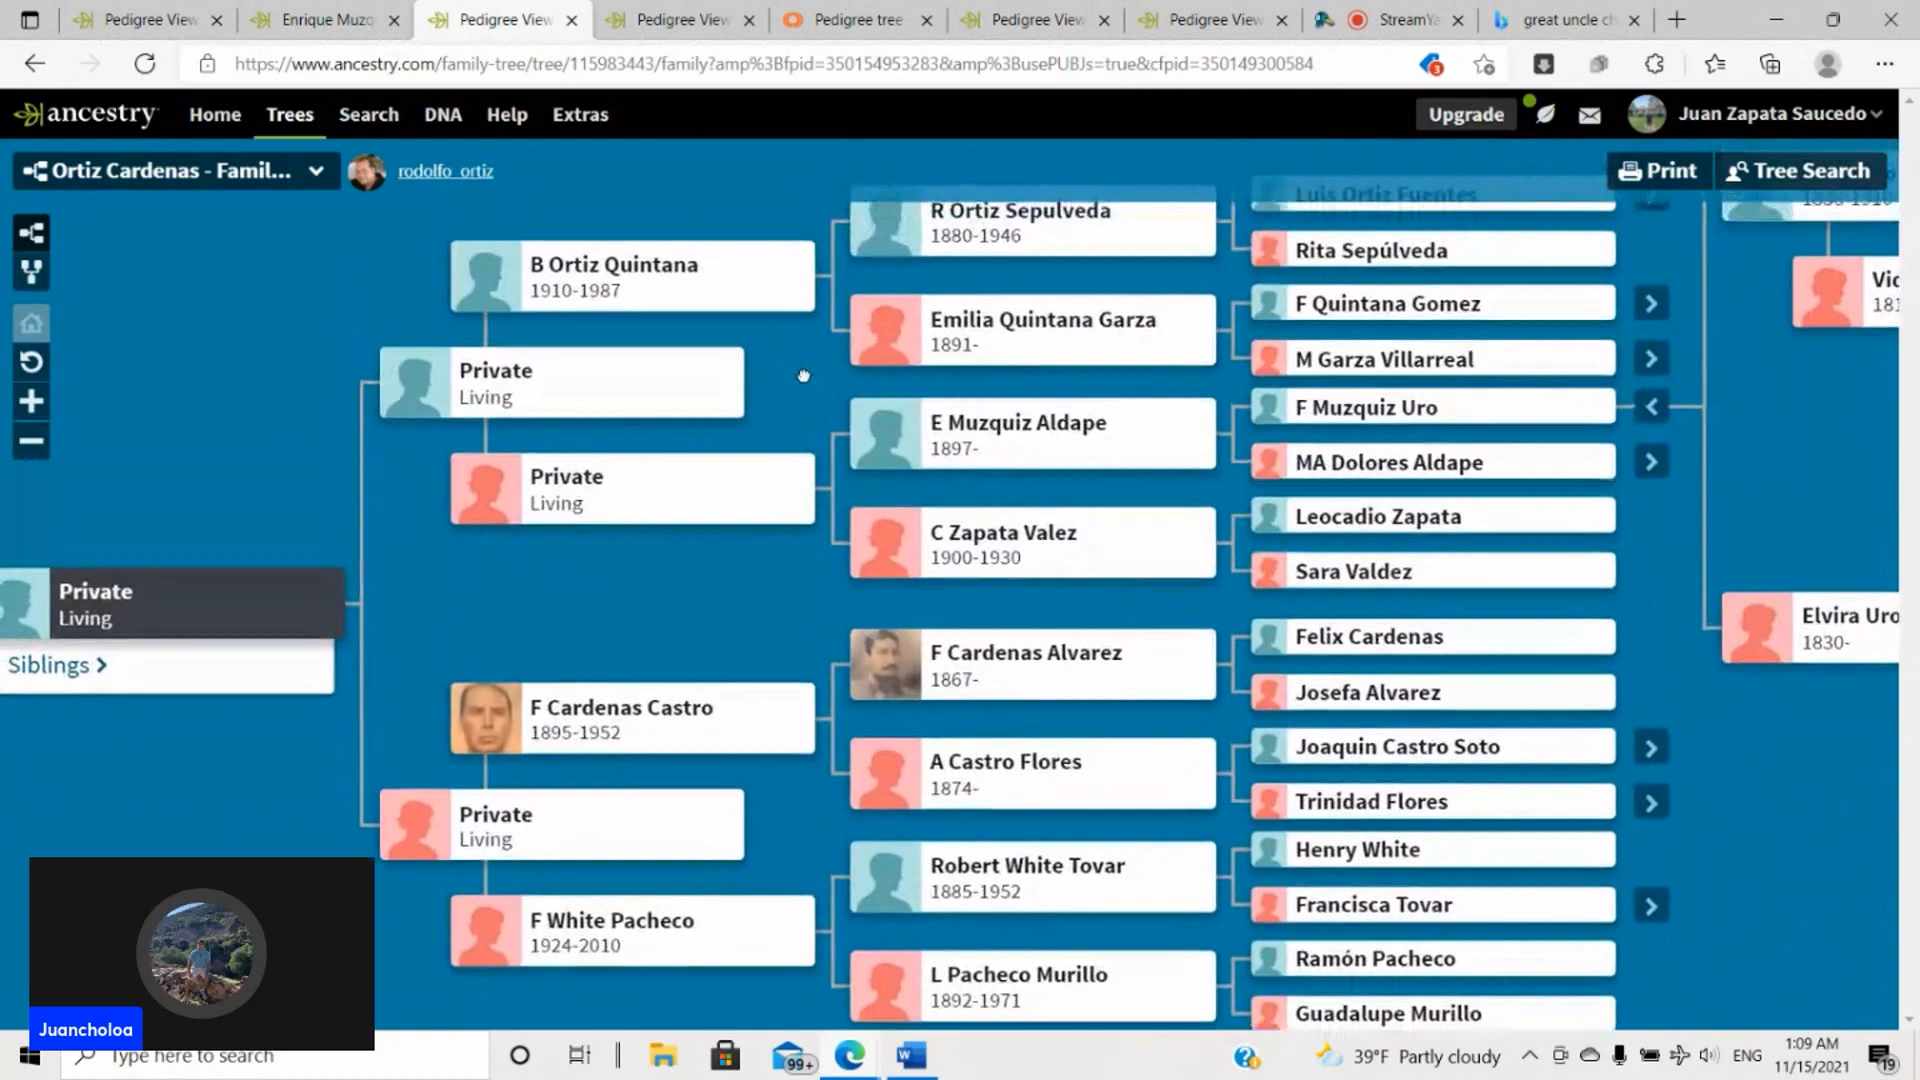 Pedigree View
Enrique Muzq
Pedigree View
Pedigree View
Pedigree tree
Pedigree View
Pedigree View
StreamYa
great uncle ch
https://www.ancestry.com/family-tree/tree/115983443/family?amp%3Bfpid=350154953283&amp%3BusePUBJs=true&cfpid=350149300584
3
ancestry
Home
Trees
Search
DNA
Help
Extras
Upgrade
Juan Zapata Saucedo
Ortiz Cardenas - Famil...
rodolfo_ortiz
Print
Tree Search
Luis Ortiz Fuentes
R Ortiz Sepulveda
1880-1946
Rita Sepúlveda
B Ortiz Quintana
1910-1987
F Quintana Gomez
Emilia Quintana Garza
1891-
M Garza Villarreal
Private
Living
F Muzquiz Uro
E Muzquiz Aldape
1897-
MA Dolores Aldape
Private
Living
Leocadio Zapata
C Zapata Valez
1900-1930
Sara Valdez
Private
Living
Siblings
Felix Cardenas
F Cardenas Alvarez
1867-
Josefa Alvarez
F Cardenas Castro
1895-1952
Joaquin Castro Soto
A Castro Flores
1874-
Trinidad Flores
Private
Living
Henry White
Robert White Tovar
1885-1952
Francisca Tovar
F White Pacheco
1924-2010
Ramón Pacheco
L Pacheco Murillo
1892-1971
Guadalupe Murillo
Vic
181
Elvira Uro
1830-
Juancholoa
Type here to search
99+
W
39°F Partly cloudy
ENG
1:09 AM
11/15/2021
19